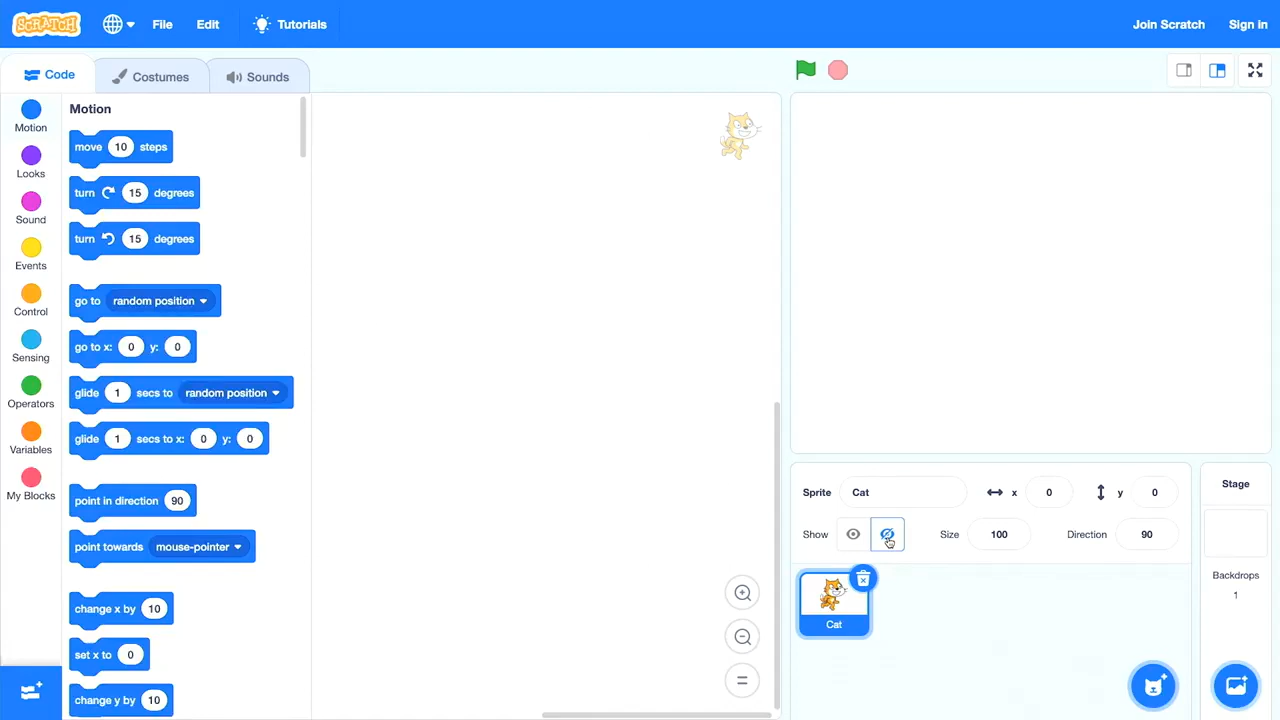 SCRATCH File Edit Tutorials Join Scratch Sign in
Code Costumes Sounds
Motion
Looks
Sound
Events
Control
Sensing
Operators
Variables
My Blocks
Motion
move 10 steps
turn 15 degrees
turn 15 degrees
go to random position
go to x: 0 y: 0
glide 1 secs to random position
glide 1 secs to x: 0 y: 0
point in direction 90
point towards mouse-pointer
change x by 10
set x to 0
change y by 10
Sprite Cat x 0 y 0
Show Size 100 Direction 90
Cat
Stage
Backdrops
1